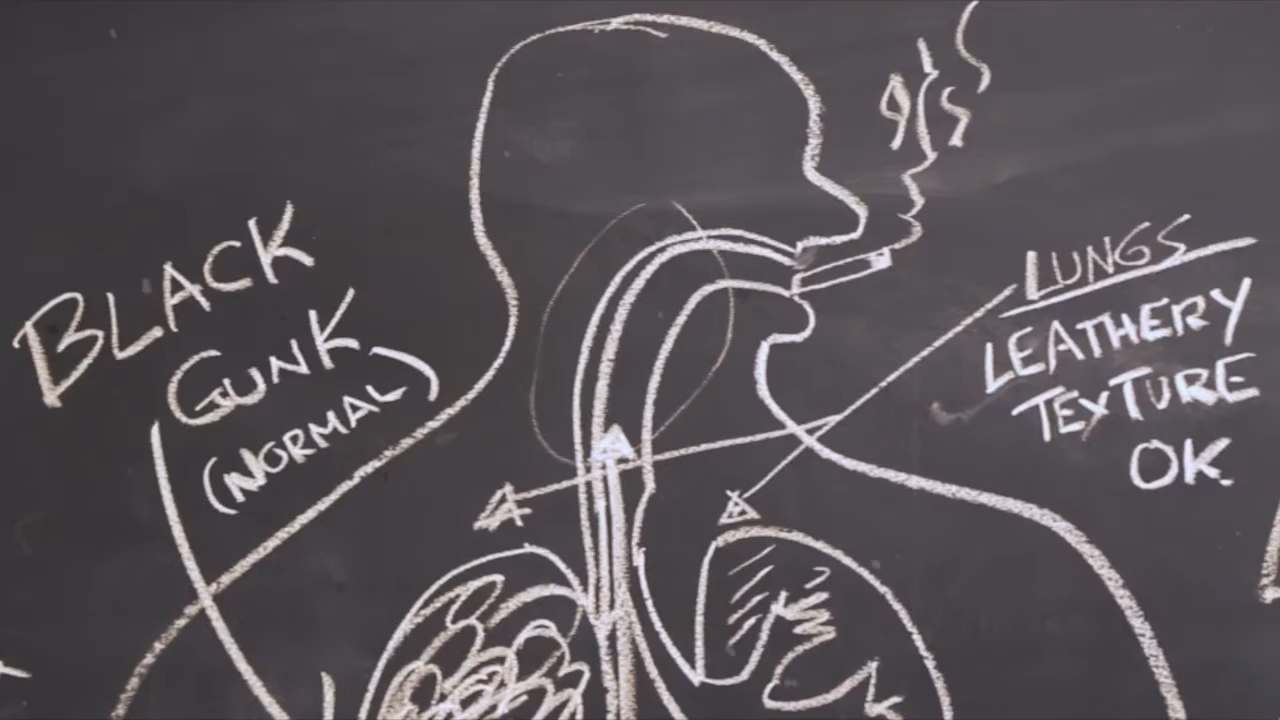 BLACK
GUNK
(NORMAL)
LUNGS
LEATHERY
TEXTURE
OK.